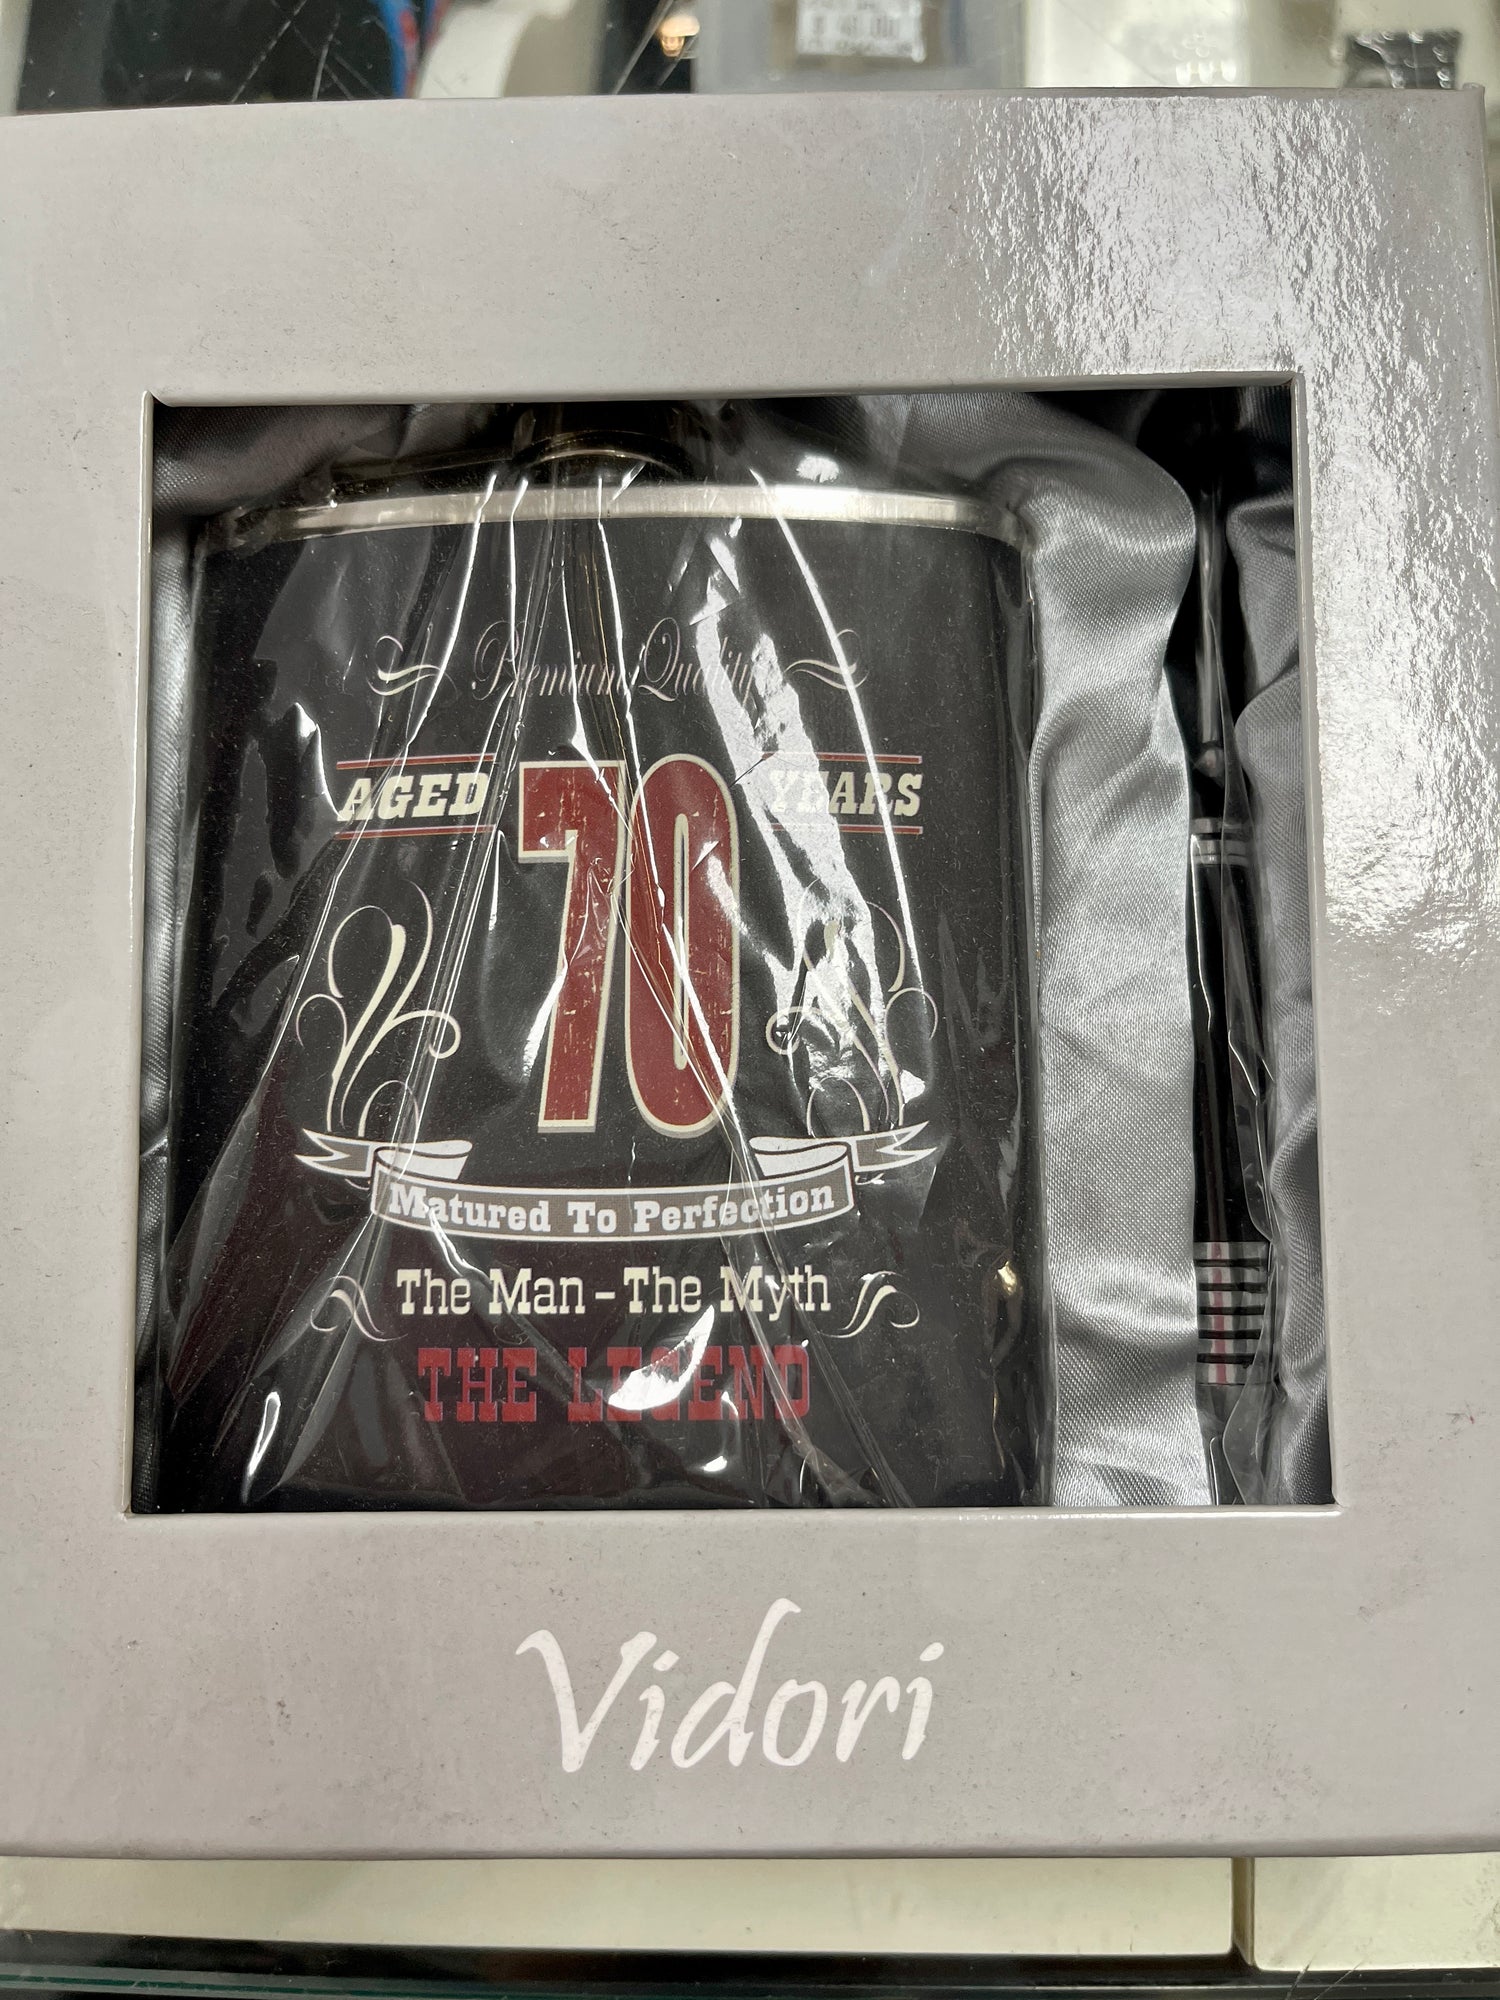 Premium Quality
AGED 70 YEARS
Matured To Perfection
The Man - The Myth
THE LEGEND
Vidori